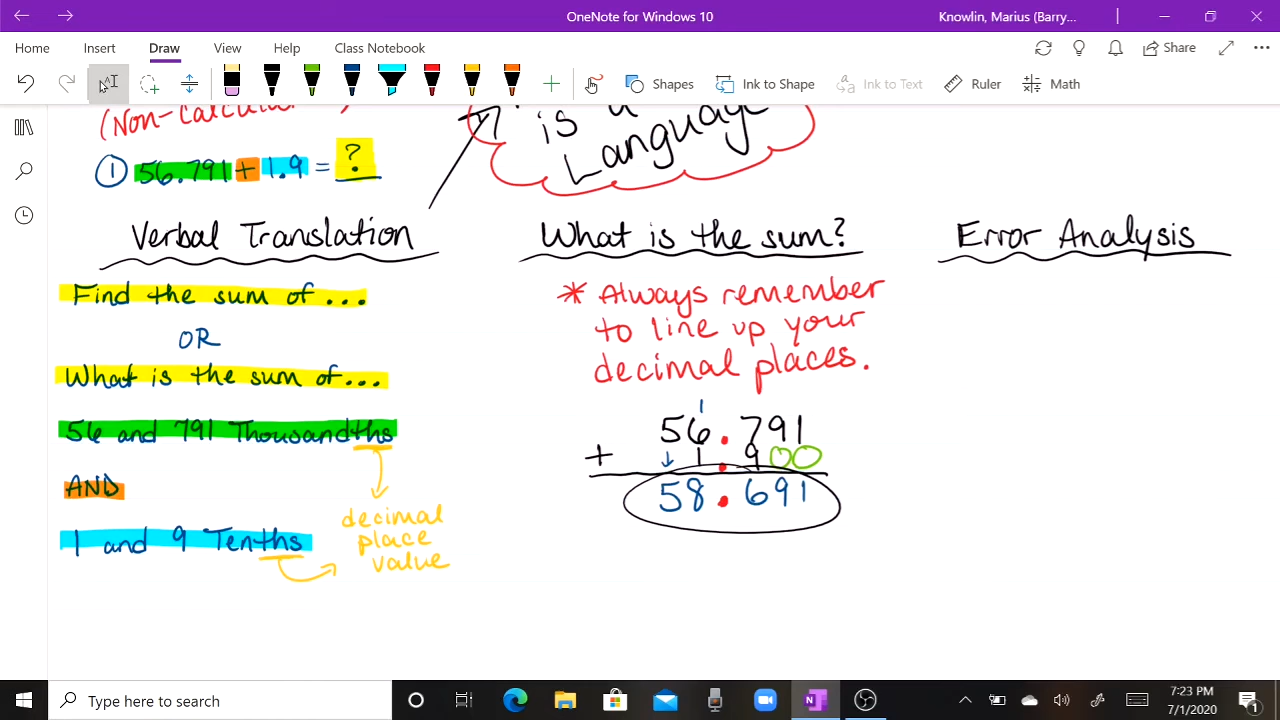 OneNote for Windows 10
Knowlin, Marius (Barry...
Home Insert Draw View Help Class Notebook
Share
Shapes
Ink to Shape
Ink to Text
Ruler
Math
is a
Language
① 56.791 + 1.9 = ?
Verbal Translation
Find the sum of ...
OR
What is the sum of...
56 and 791 Thousandths
AND
1 and 9 Tenths
decimal
place
value
What is the sum?
* Always remember
to line up your
decimal places.
1
56.791
+ 1.900
58.691
Error Analysis
Type here to search
7:23 PM
7/1/2020
1